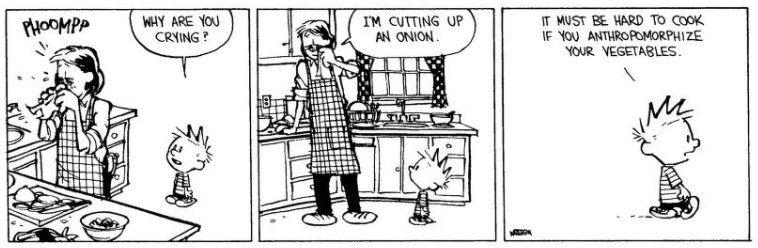 PHOOMPP
WHY ARE YOU
CRYING?
I'M CUTTING UP
AN ONION.
IT MUST BE HARD TO COOK
IF YOU ANTHROPOMORPHIZE
YOUR VEGETABLES.